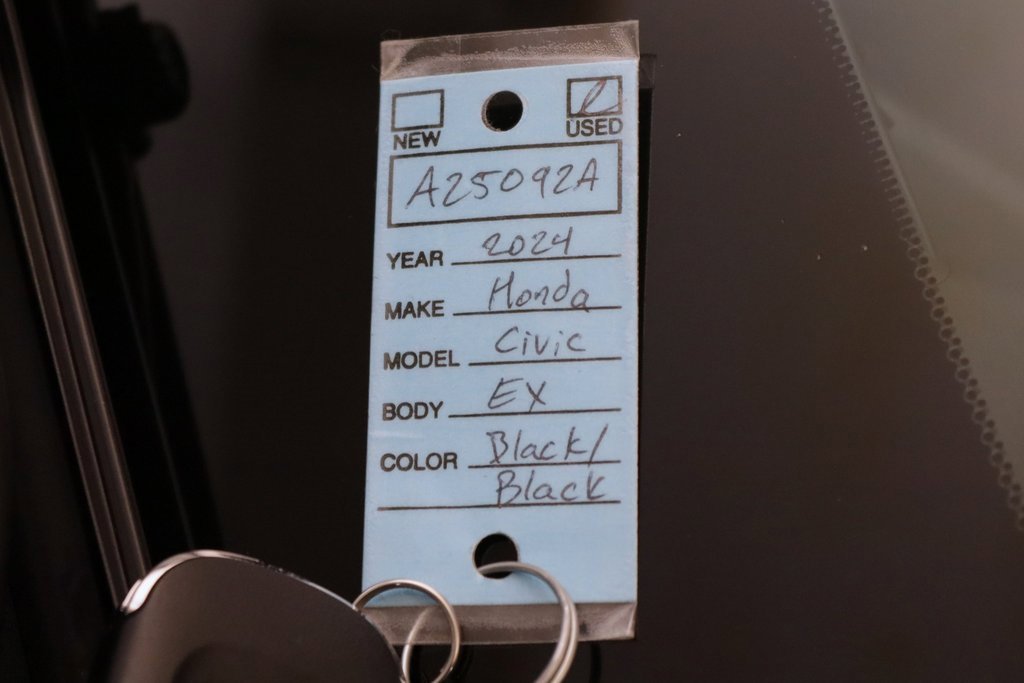 NEW USED
A25092A
YEAR 2024
MAKE Honda
MODEL Civic
BODY EX
COLOR Black/
Black